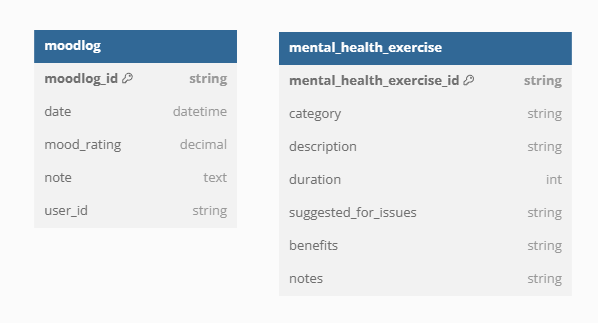 moodlog
moodlog_id string
date datetime
mood_rating decimal
note text
user_id string
mental_health_exercise
mental_health_exercise_id string
category string
description string
duration int
suggested_for_issues string
benefits string
notes string